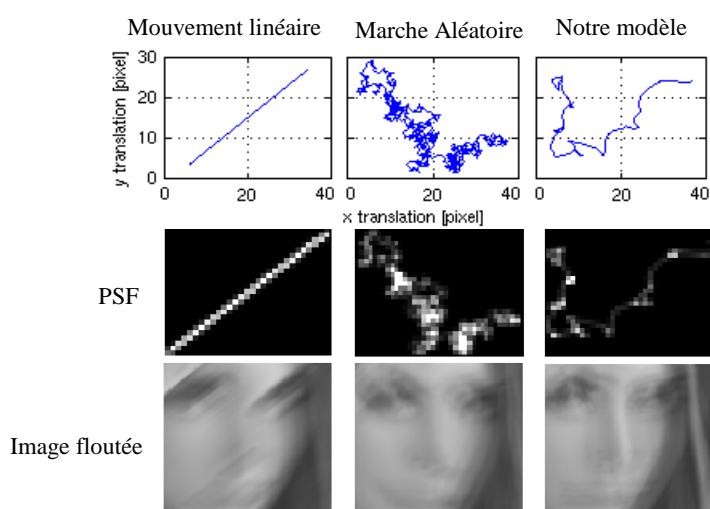 Mouvement linéaire Marche Aléatoire Notre modèle
y translation [pixel]
30
20
10
0
0 20 40
0 20 40
0 20 40
x translation [pixel]
PSF
Image floutée